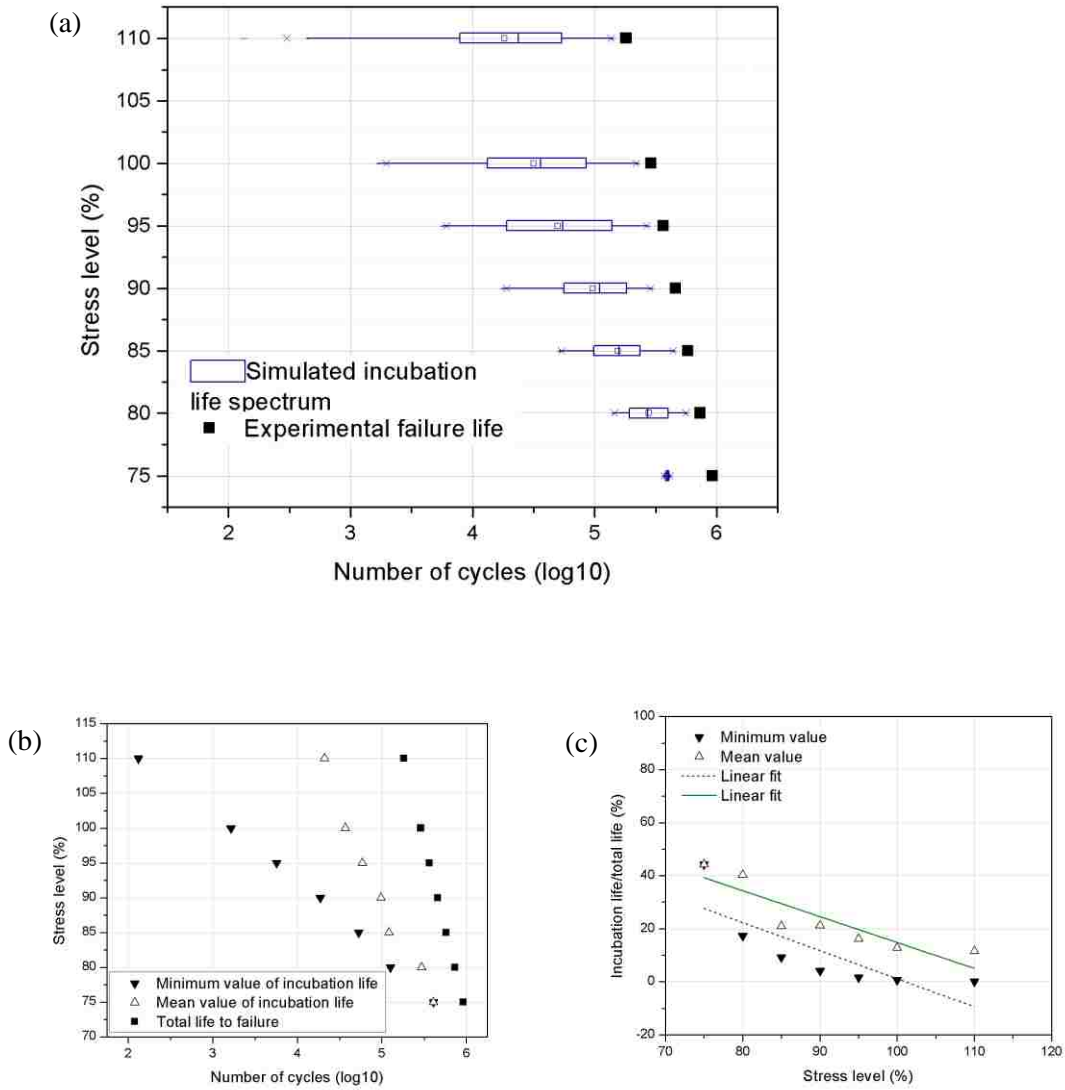 (a)
110
105
100
95
90
85
80
75
Stress level (%)
Simulated incubation
life spectrum
Experimental failure life
2 3 4 5 6
Number of cycles (log10)
(b)
115
110
105
100
95
90
85
80
75
70
Stress level (%)
Minimum value of incubation life
Mean value of incubation life
Total life to failure
2 3 4 5 6
Number of cycles (log10)
(c)
100
80
60
40
20
0
-20
Incubation life/total life (%)
Minimum value
Mean value
Linear fit
Linear fit
70 80 90 100 110 120
Stress level (%)